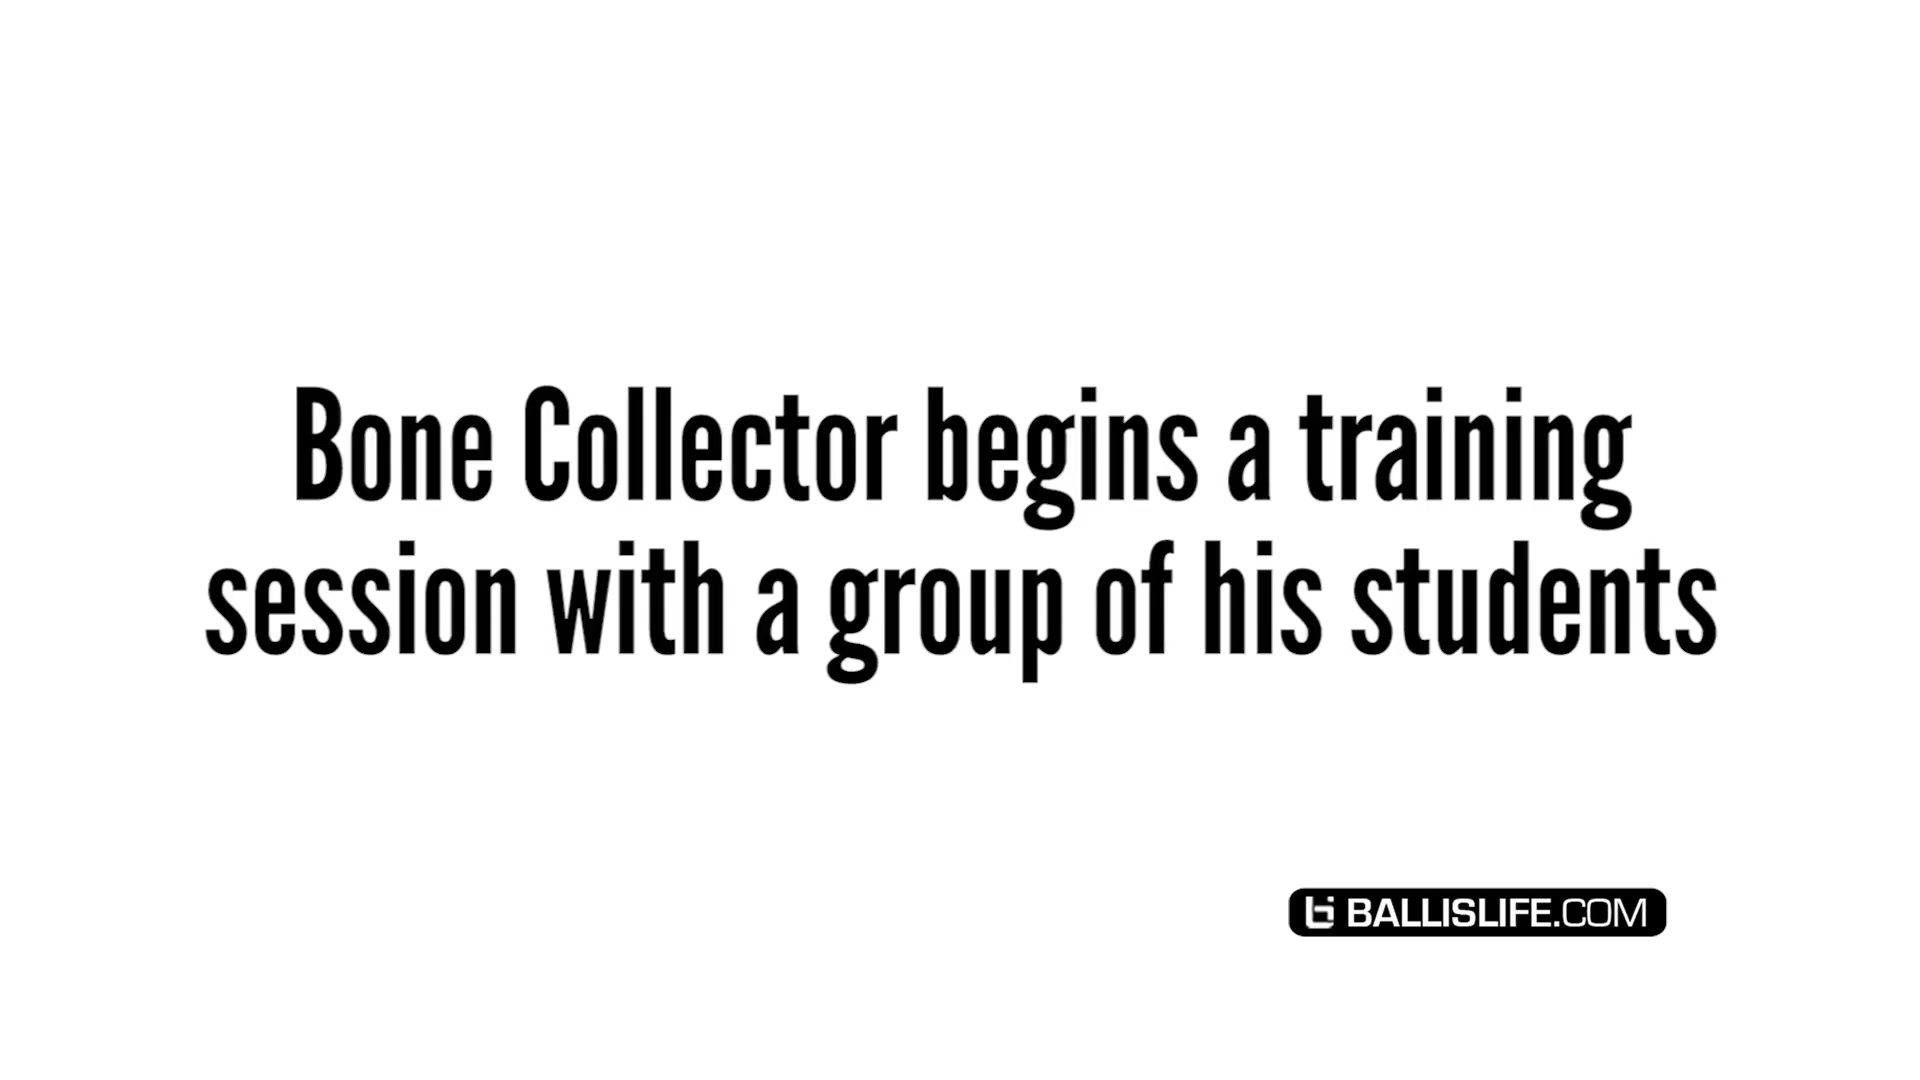 Bone Collector begins a training
session with a group of his students
BALLISLIFE.COM